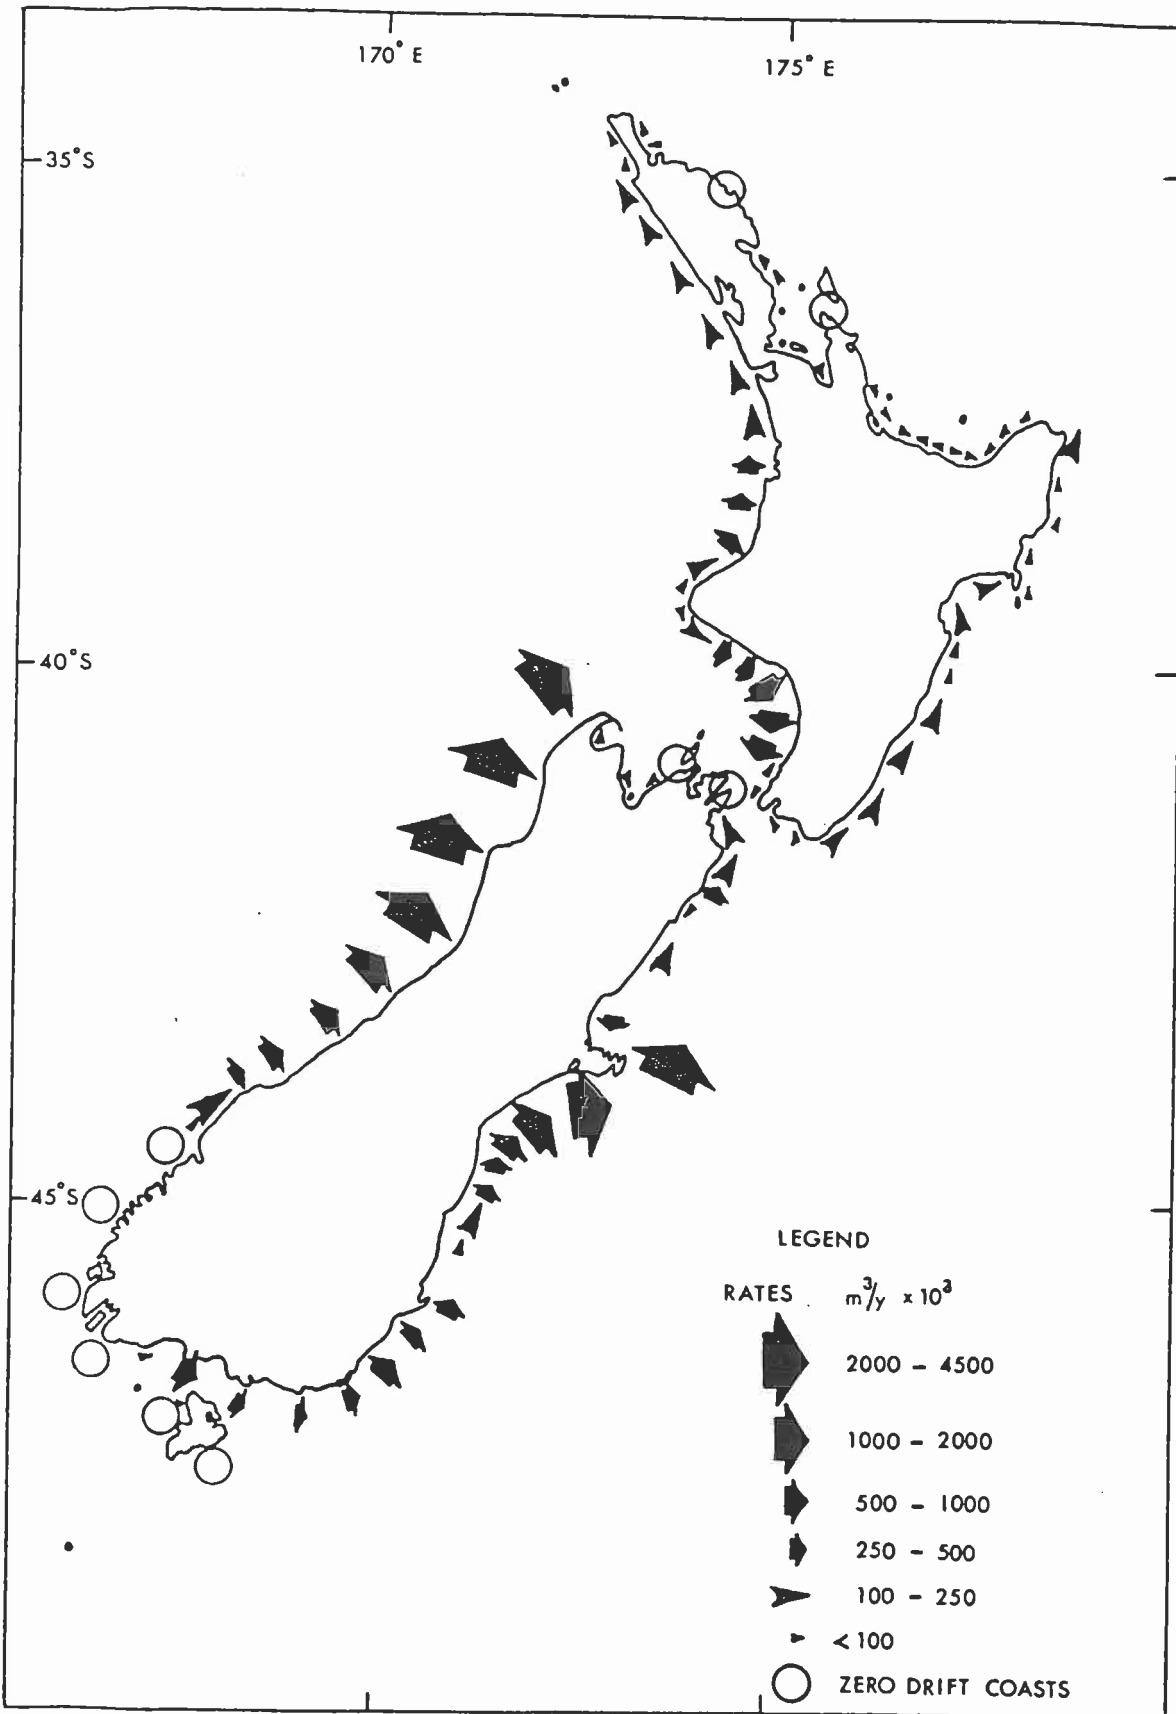 170° E
175° E
35°S
40°S
45°S
LEGEND
RATES m³/y x 10³
2000 – 4500
1000 – 2000
500 – 1000
250 – 500
100 – 250
< 100
ZERO DRIFT COASTS